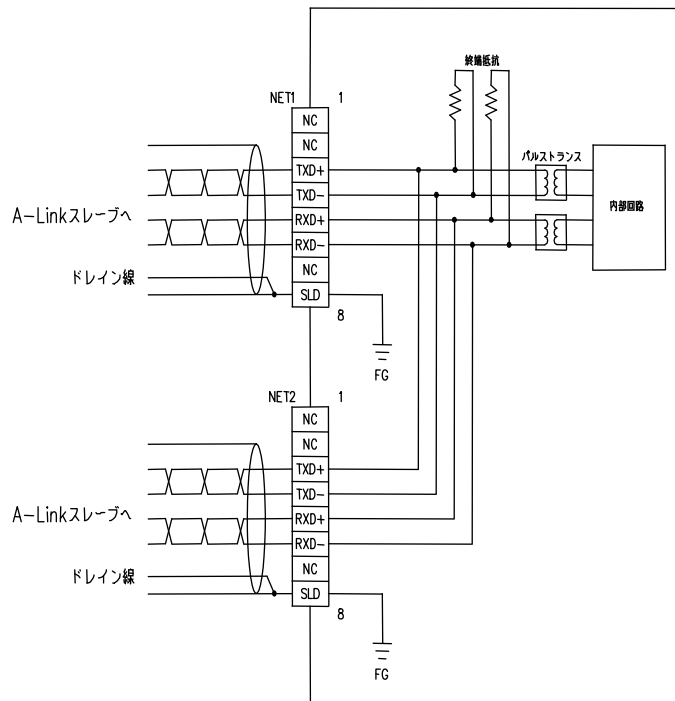 終端抵抗
NET1 1
NC
NC
パルストランス
TXD+
TXD-
A-Linkスレーブへ
RXD+
内部回路
RXD-
NC
ドレイン線
SLD
8
FG
NET2 1
NC
NC
TXD+
TXD-
A-Linkスレーブへ
RXD+
RXD-
NC
ドレイン線
SLD
8
FG